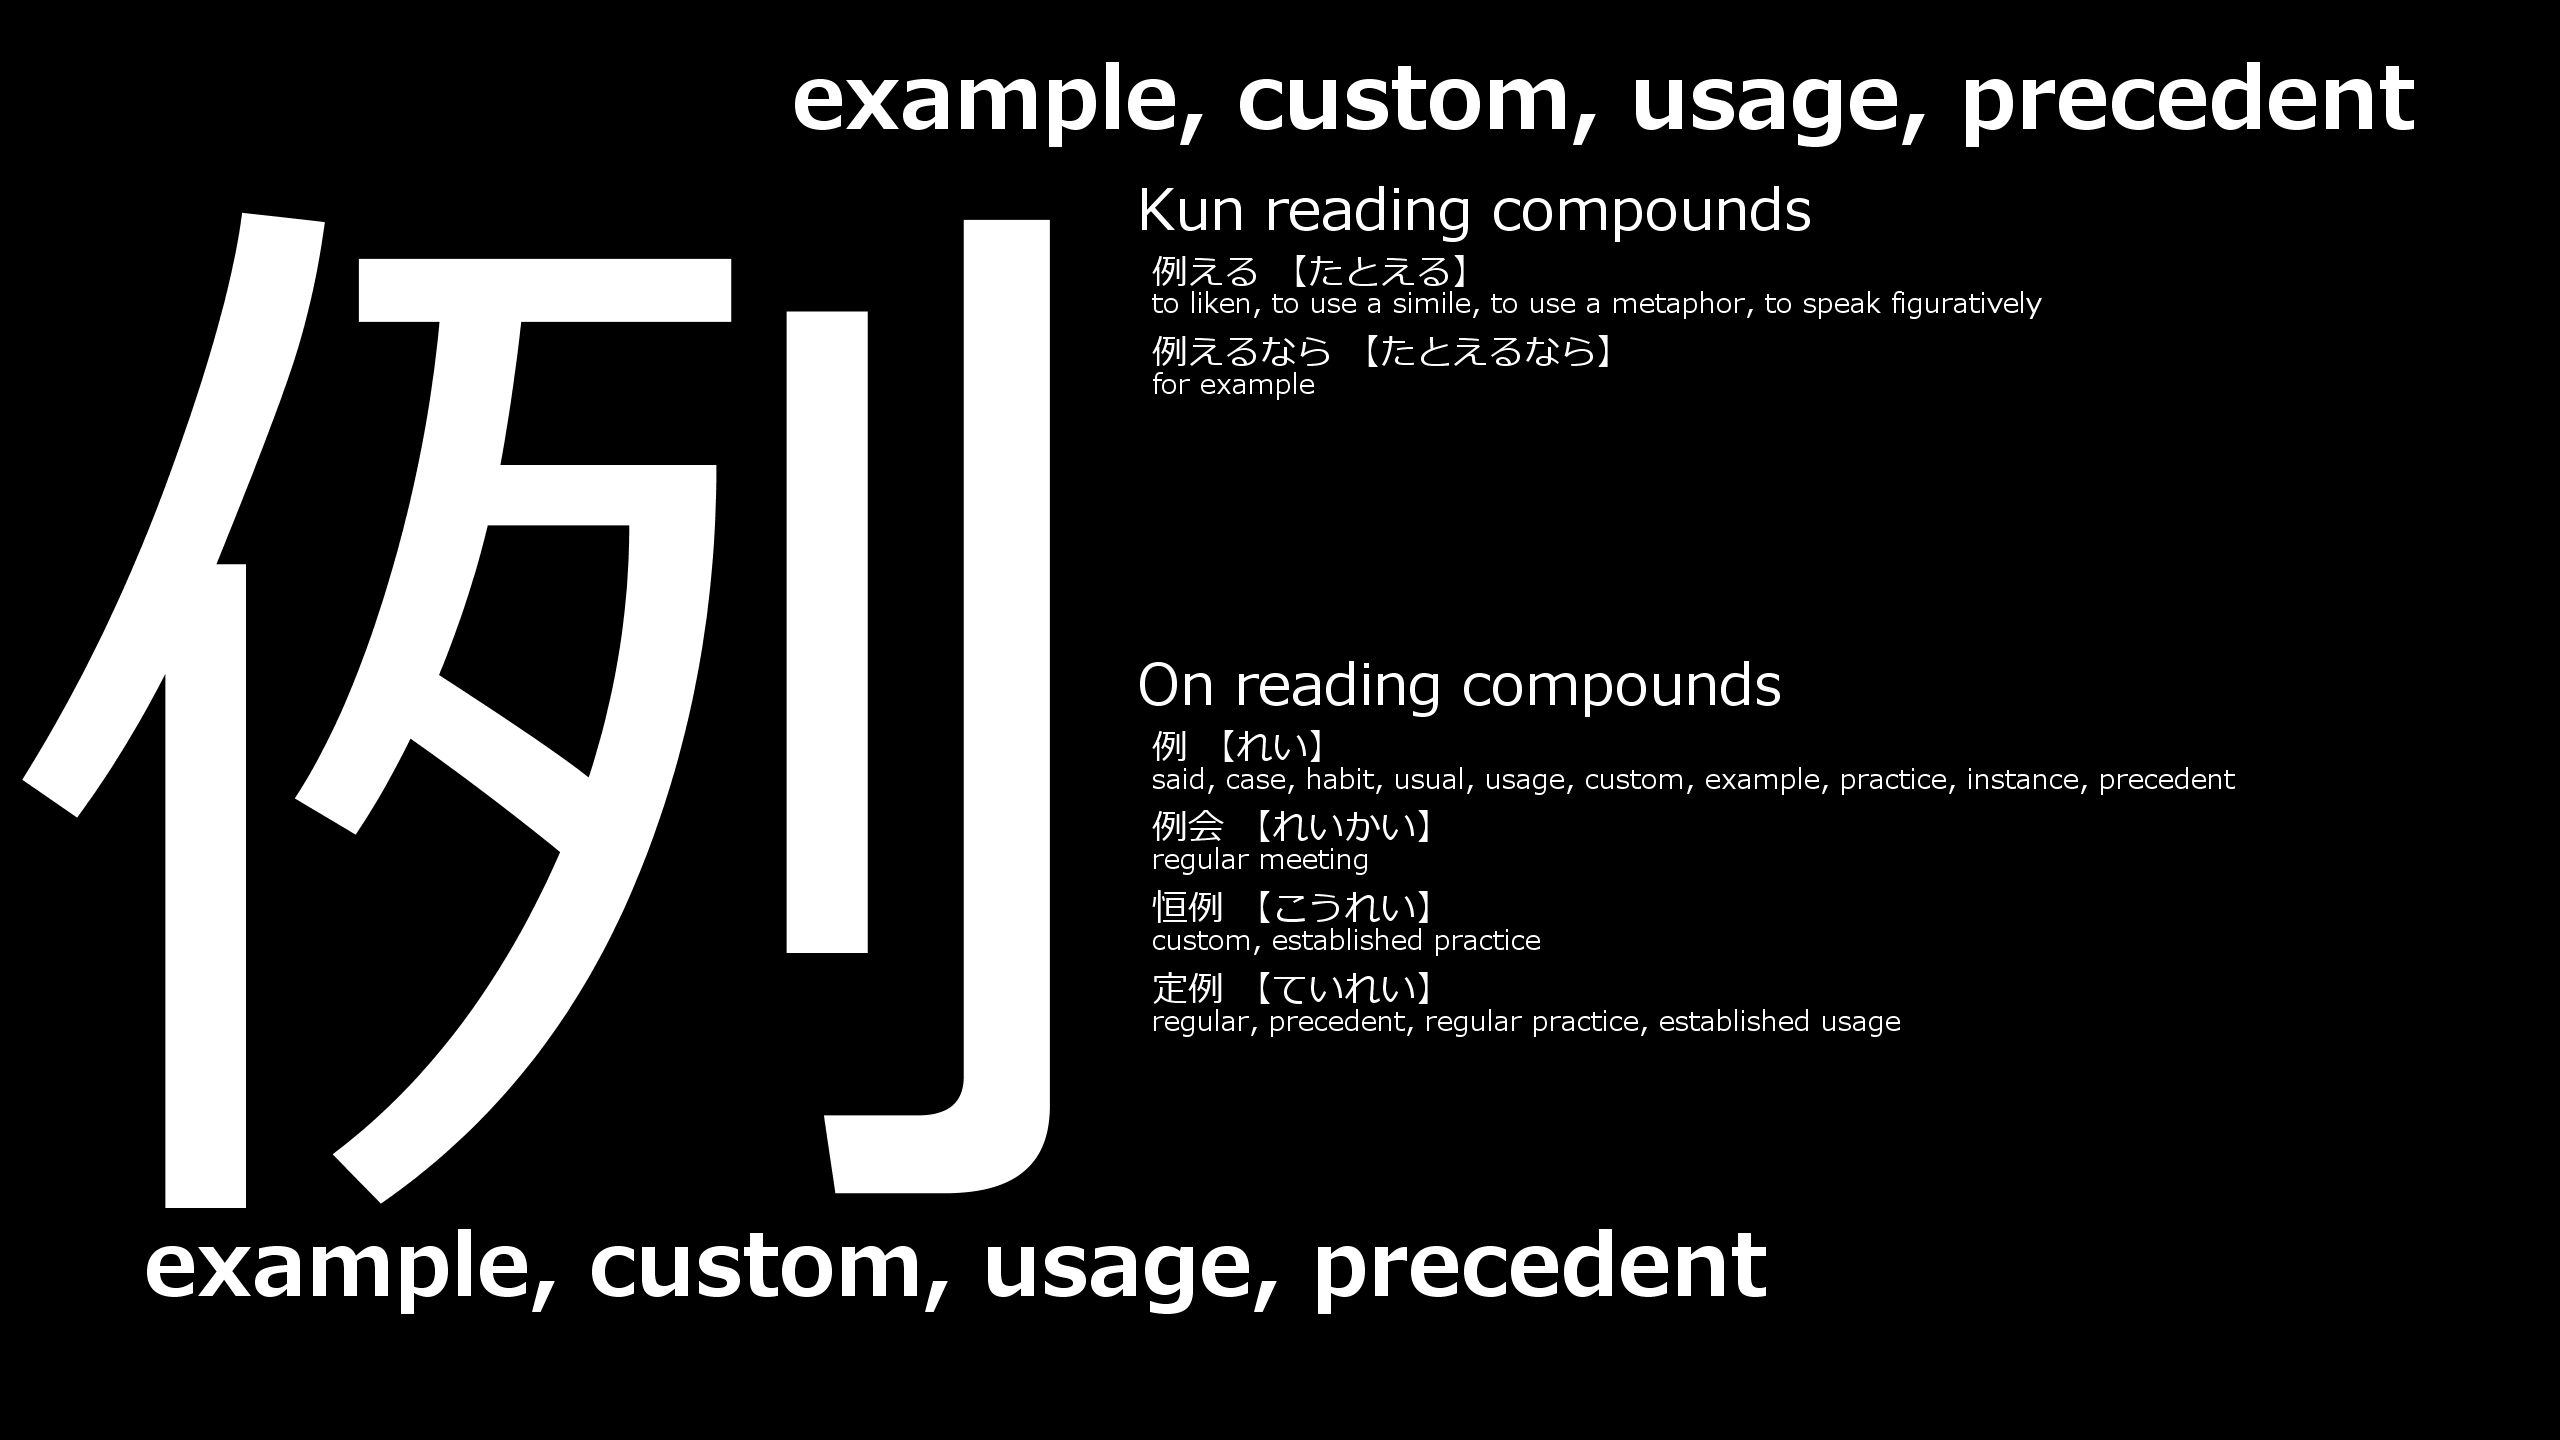 example, custom, usage, precedent
例
Kun reading compounds
例える 【たとえる】
to liken, to use a simile, to use a metaphor, to speak figuratively
例えるなら 【たとえるなら】
for example
On reading compounds
例 【れい】
said, case, habit, usual, usage, custom, example, practice, instance, precedent
例会 【れいかい】
regular meeting
恒例 【こうれい】
custom, established practice
定例 【ていれい】
regular, precedent, regular practice, established usage
example, custom, usage, precedent